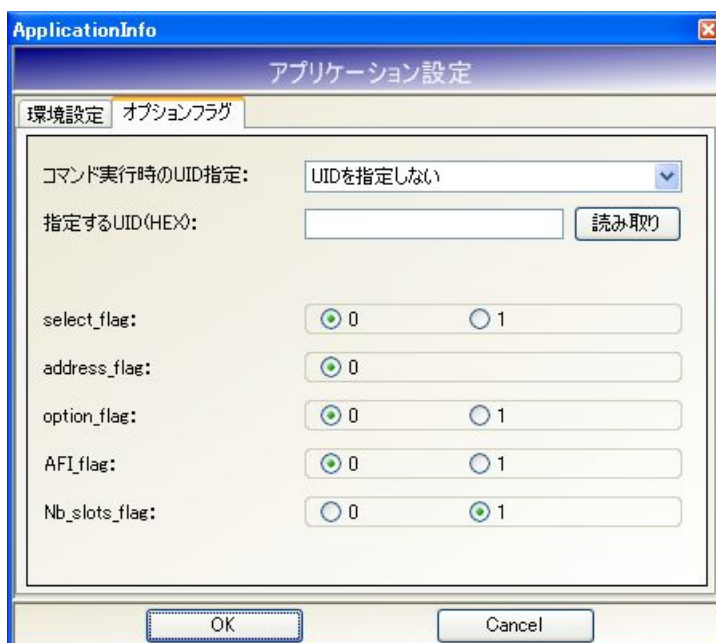 ApplicationInfo
アプリケーション設定
環境設定 オプションフラグ
コマンド実行時のUID指定: UIDを指定しない
指定するUID(HEX): 読み取り
select_flag: 0 1
address_flag: 0
option_flag: 0 1
AFI_flag: 0 1
Nb_slots_flag: 0 1
OK Cancel